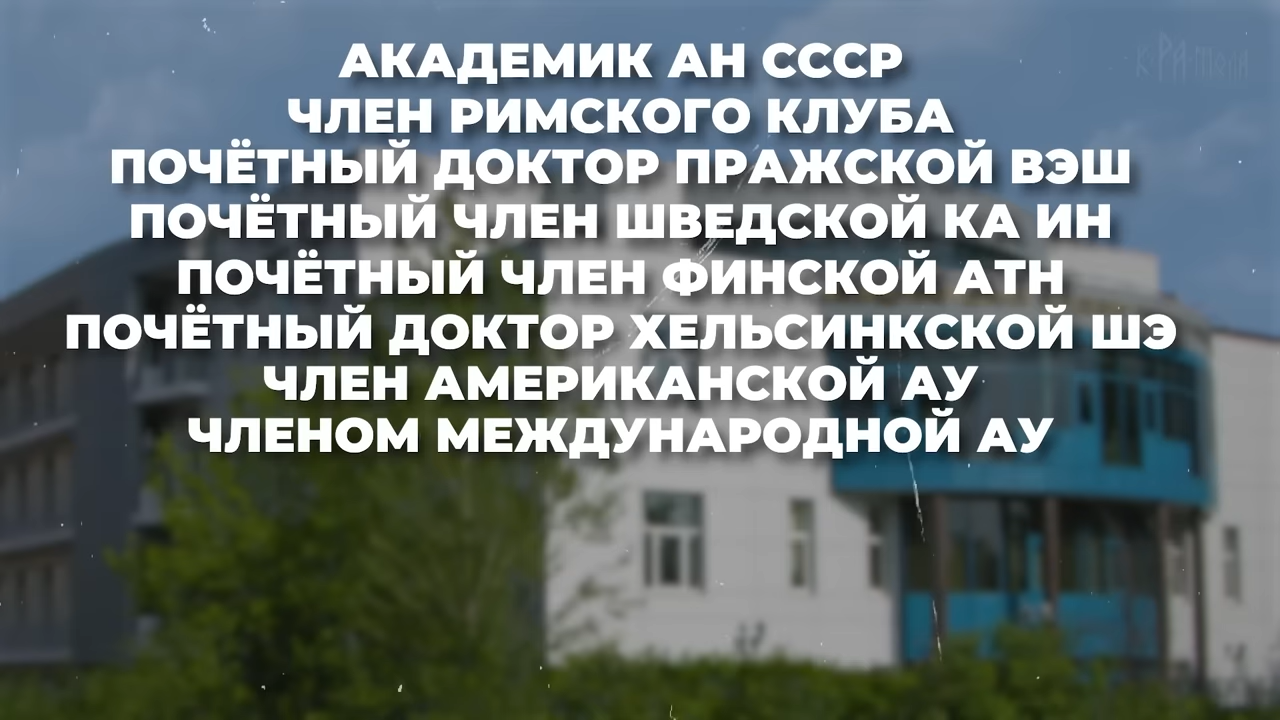 АКАДЕМИК АН СССР
ЧЛЕН РИМСКОГО КЛУБА
ПОЧЁТНЫЙ ДОКТОР ПРАЖСКОЙ ВЭШ
ПОЧЁТНЫЙ ЧЛЕН ШВЕДСКОЙ КА ИН
ПОЧЁТНЫЙ ЧЛЕН ФИНСКОЙ АТН
ПОЧЁТНЫЙ ДОКТОР ХЕЛЬСИНКСКОЙ ШЭ
ЧЛЕН АМЕРИКАНСКОЙ АУ
ЧЛЕНОМ МЕЖДУНАРОДНОЙ АУ